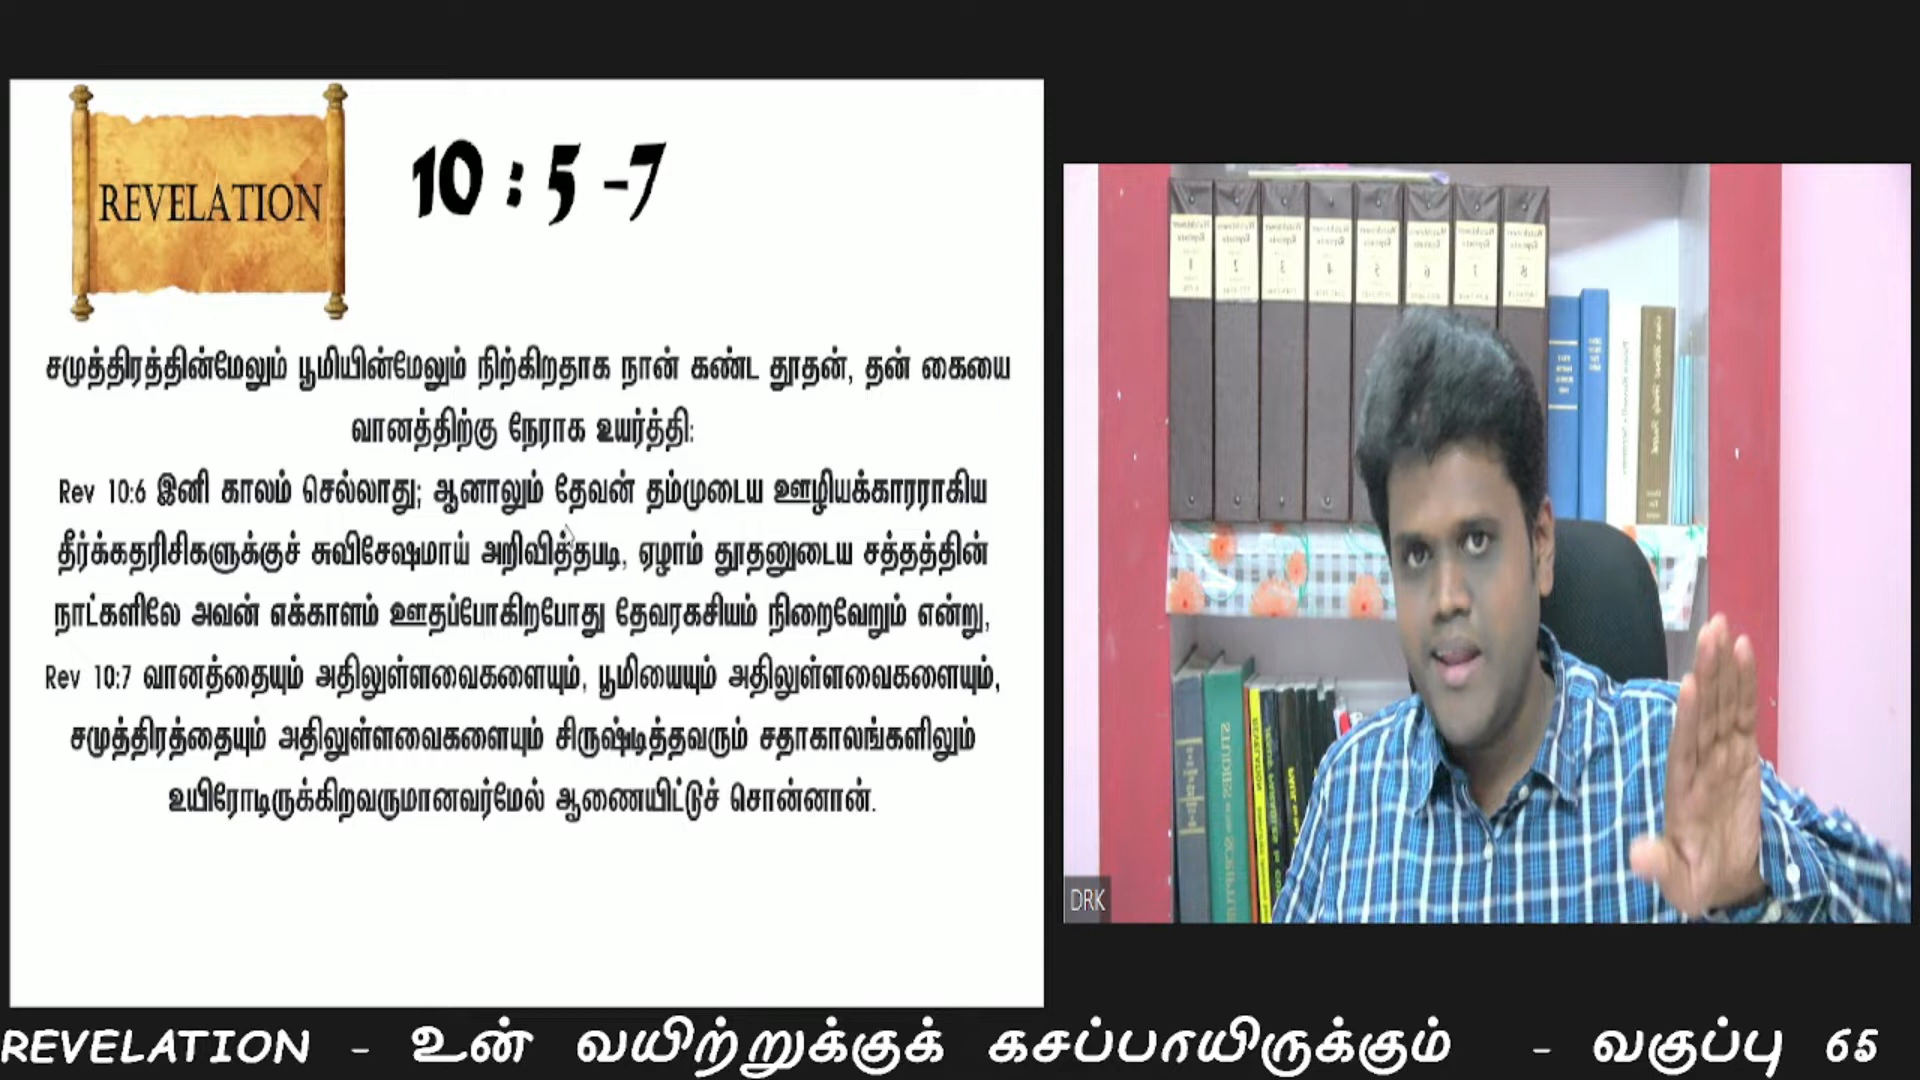 REVELATION
10 : 5 -7
சமுத்திரத்தின்மேலும் பூமியின்மேலும் நிற்கிறதாக நான் கண்ட தூதன், தன் கையை
வானத்திற்கு நேராக உயர்த்தி:
Rev 10:6 இனி காலம் செல்லாது; ஆனாலும் தேவன் தம்முடைய ஊழியக்காரராகிய
தீர்க்கதரிசிகளுக்குச் சுவிசேஷமாய் அறிவித்தபடி, ஏழாம் தூதனுடைய சத்தத்தின்
நாட்களிலே அவன் எக்காளம் ஊதப்போகிறபோது தேவரகசியம் நிறைவேறும் என்று,
Rev 10:7 வானத்தையும் அதிலுள்ளவைகளையும், பூமியையும் அதிலுள்ளவைகளையும்,
சமுத்திரத்தையும் அதிலுள்ளவைகளையும் சிருஷ்டித்தவரும் சதாகாலங்களிலும்
உயிரோடிருக்கிறவருமானவர்மேல் ஆணையிட்டுச் சொன்னான்.
DRK
REVELATION - உன் வயிற்றுக்குக் கசப்பாயிருக்கும் - வகுப்பு 65